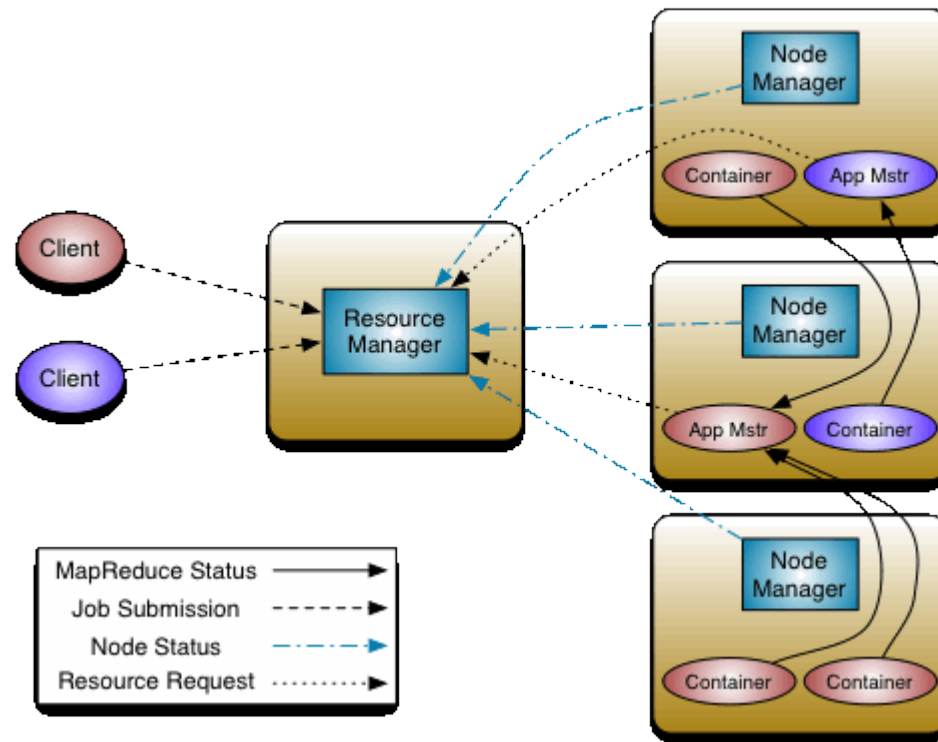 Node
Manager
Container
App Mstr
Client
Client
Resource
Manager
Node
Manager
App Mstr
Container
Node
Manager
Container
Container
MapReduce Status
Job Submission
Node Status
Resource Request